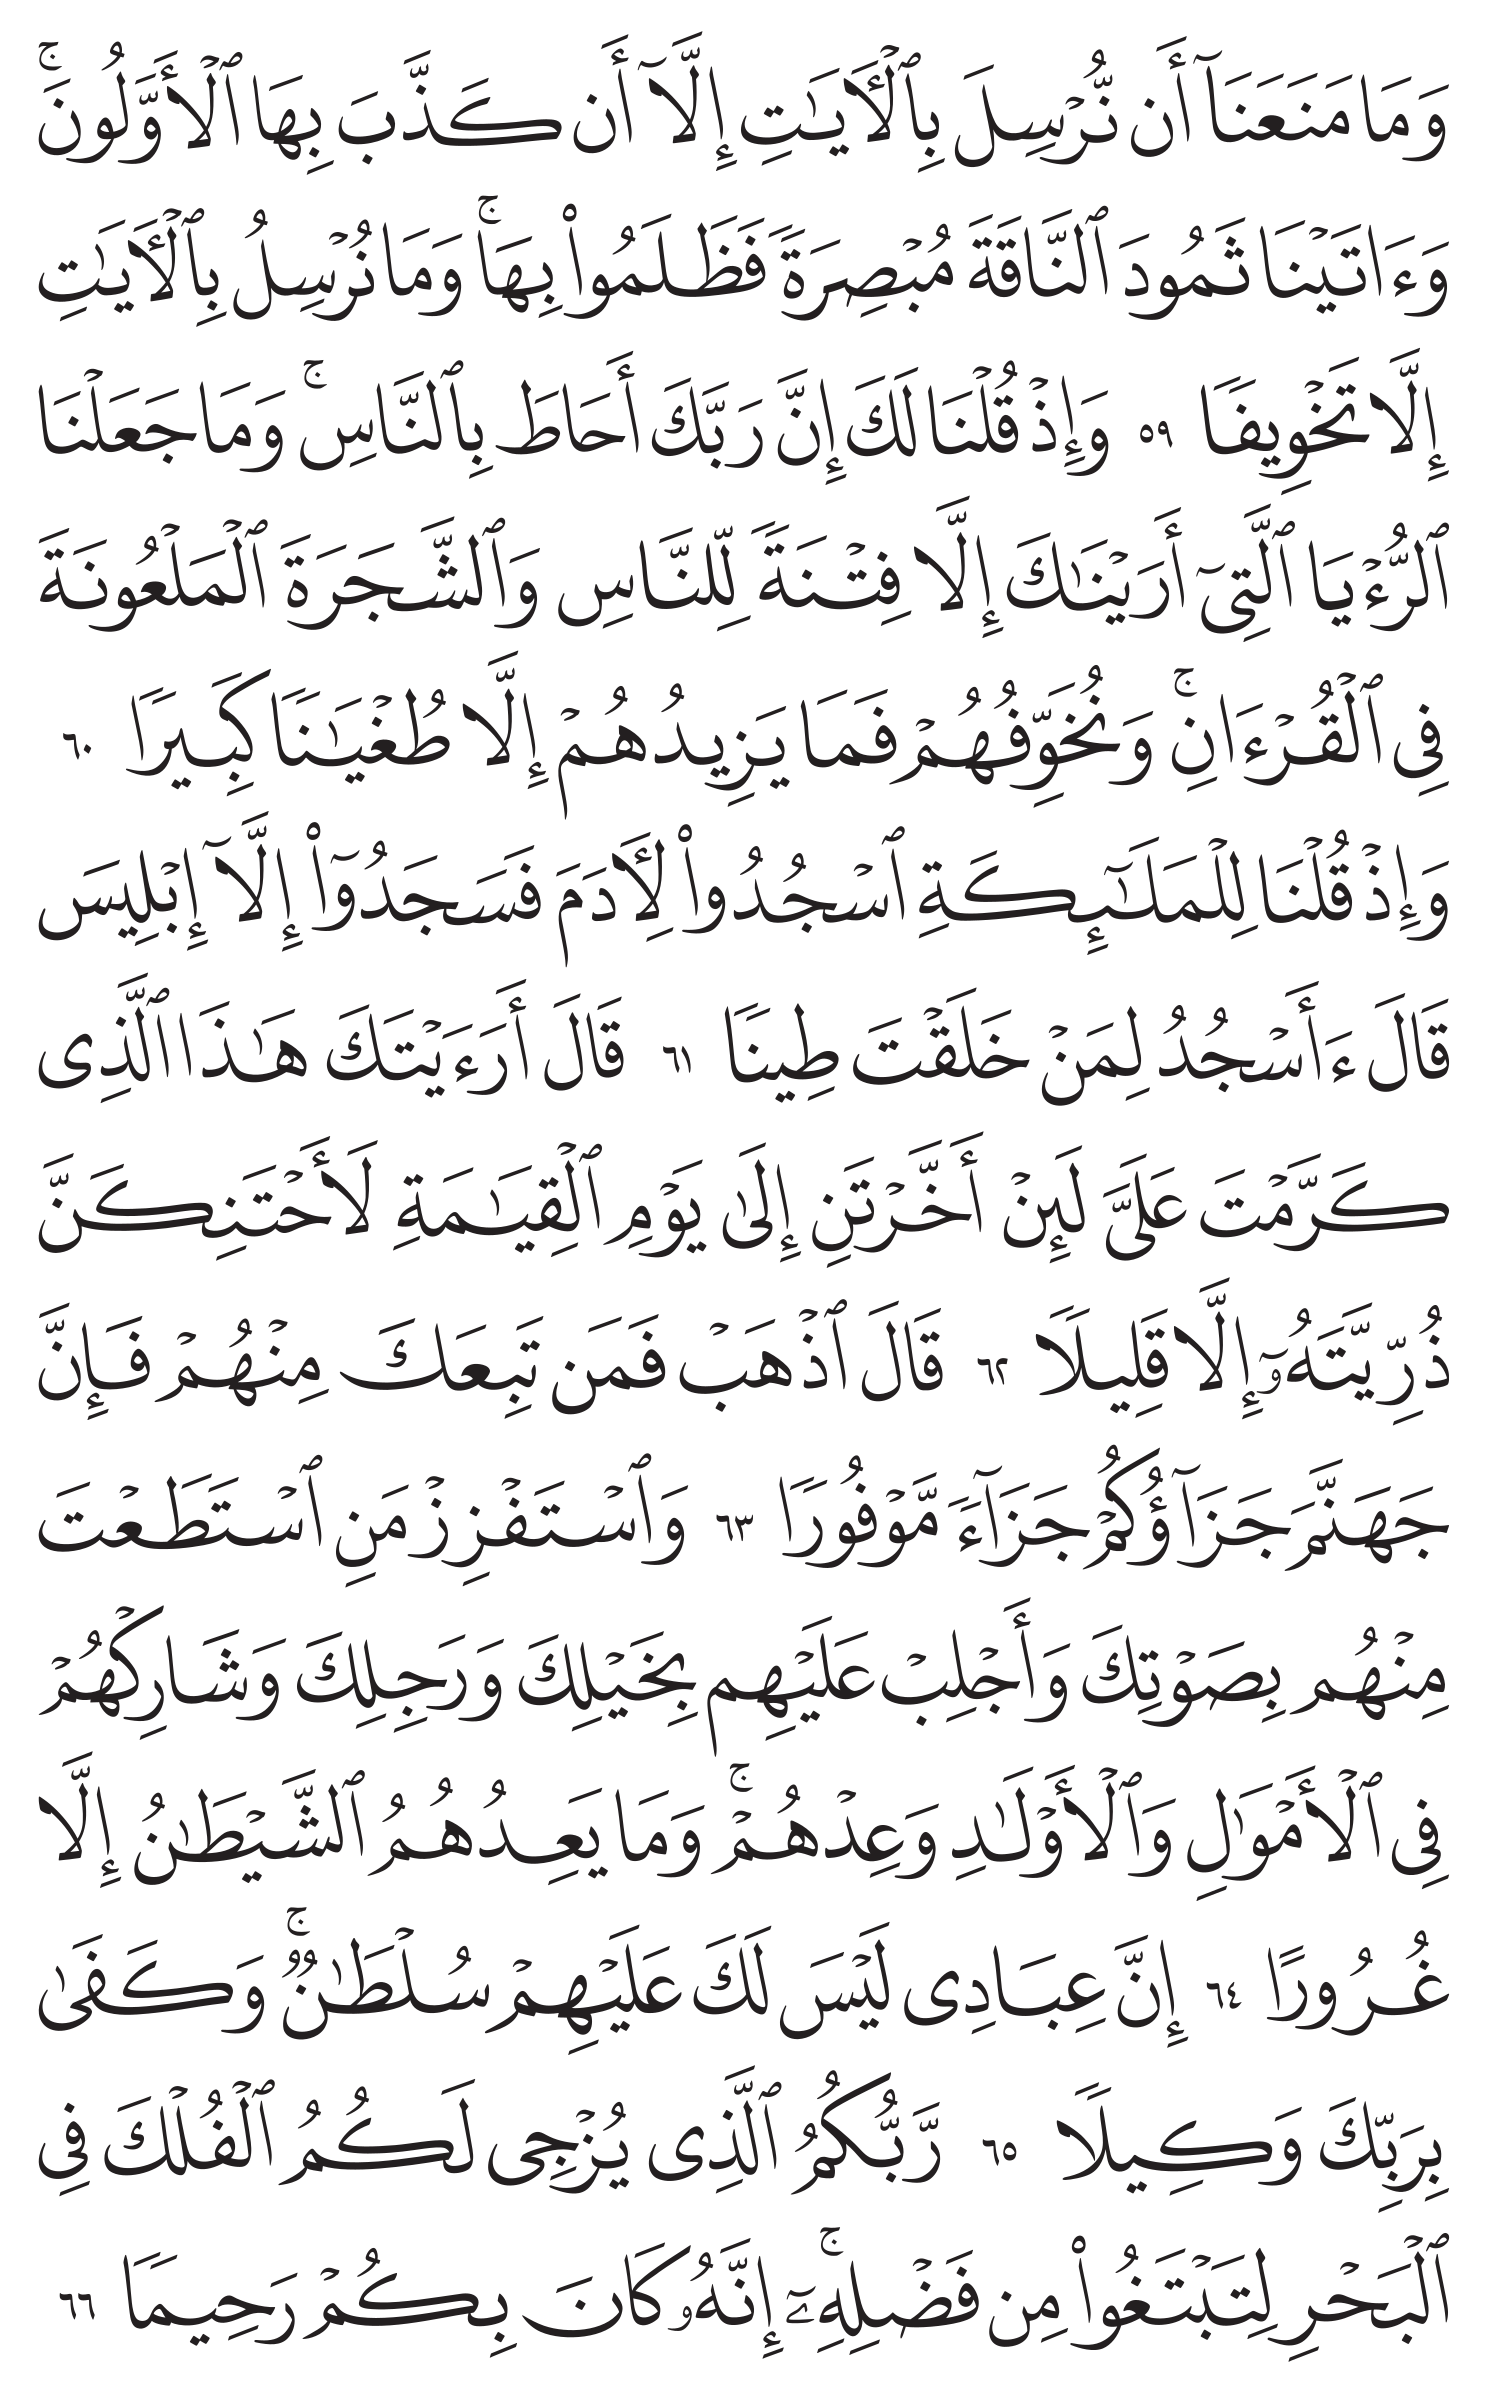 وَمَا مَنَعَنَآ أَن نُّرۡسِلَ بِٱلۡأٓيَٰتِ إِلَّآ أَن كَذَّبَ بِهَا ٱلۡأَوَّلُونَۚ
وَءَاتَيۡنَا ثَمُودَ ٱلنَّاقَةَ مُبۡصِرَةٗ فَظَلَمُواْ بِهَاۚ وَمَا نُرۡسِلُ بِٱلۡأٓيَٰتِ
إِلَّا تَخۡوِيفٗا ٥٩ وَإِذۡ قُلۡنَا لَكَ إِنَّ رَبَّكَ أَحَاطَ بِٱلنَّاسِۚ وَمَا جَعَلۡنَا
ٱلرُّءۡيَا ٱلَّتِيٓ أَرَيۡنَٰكَ إِلَّا فِتۡنَةٗ لِّلنَّاسِ وَٱلشَّجَرَةَ ٱلۡمَلۡعُونَةَ
فِي ٱلۡقُرۡءَانِۚ وَنُخَوِّفُهُمۡ فَمَا يَزِيدُهُمۡ إِلَّا طُغۡيَٰنٗا كَبِيرٗا ٦٠
وَإِذۡ قُلۡنَا لِلۡمَلَٰٓئِكَةِ ٱسۡجُدُواْ لِأٓدَمَ فَسَجَدُوٓاْ إِلَّآ إِبۡلِيسَ
قَالَ ءَأَسۡجُدُ لِمَنۡ خَلَقۡتَ طِينٗا ٦١ قَالَ أَرَءَيۡتَكَ هَٰذَا ٱلَّذِي
كَرَّمۡتَ عَلَيَّ لَئِنۡ أَخَّرۡتَنِ إِلَىٰ يَوۡمِ ٱلۡقِيَٰمَةِ لَأَحۡتَنِكَنَّ
ذُرِّيَّتَهُۥٓ إِلَّا قَلِيلٗا ٦٢ قَالَ ٱذۡهَبۡ فَمَن تَبِعَكَ مِنۡهُمۡ فَإِنَّ
جَهَنَّمَ جَزَآؤُكُمۡ جَزَآءٗ مَّوۡفُورٗا ٦٣ وَٱسۡتَفۡزِزۡ مَنِ ٱسۡتَطَعۡتَ
مِنۡهُم بِصَوۡتِكَ وَأَجۡلِبۡ عَلَيۡهِم بِخَيۡلِكَ وَرَجِلِكَ وَشَارِكۡهُمۡ
فِي ٱلۡأَمۡوَٰلِ وَٱلۡأَوۡلَٰدِ وَعِدۡهُمۡۚ وَمَا يَعِدُهُمُ ٱلشَّيۡطَٰنُ إِلَّا
غُرُورًا ٦٤ إِنَّ عِبَادِي لَيۡسَ لَكَ عَلَيۡهِمۡ سُلۡطَٰنٞۚ وَكَفَىٰ
بِرَبِّكَ وَكِيلٗا ٦٥ رَّبُّكُمُ ٱلَّذِي يُزۡجِي لَكُمُ ٱلۡفُلۡكَ فِي
ٱلۡبَحۡرِ لِتَبۡتَغُواْ مِن فَضۡلِهِۦٓۚ إِنَّهُۥ كَانَ بِكُمۡ رَحِيمٗا ٦٦